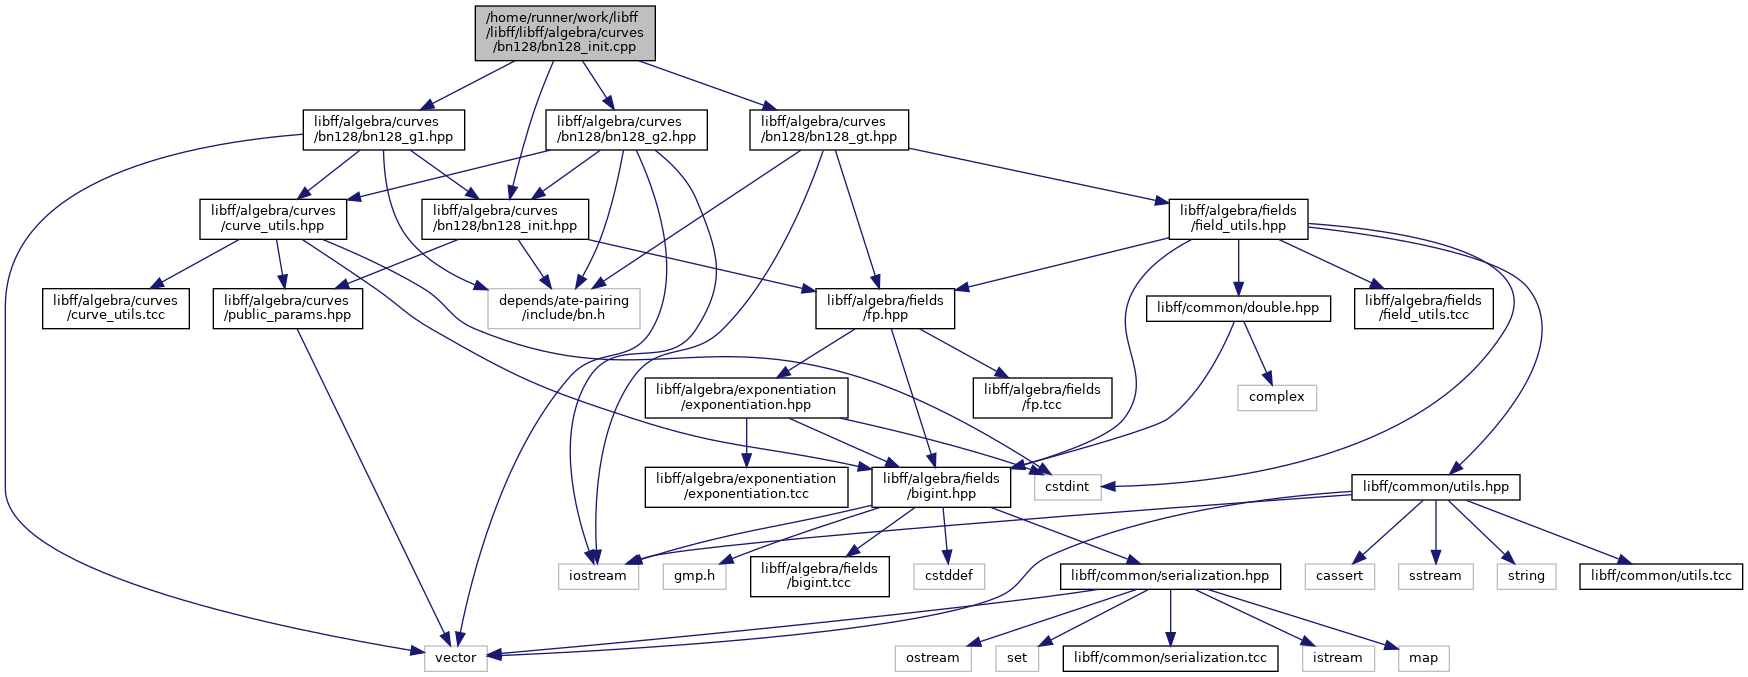 /home/runner/work/libff
/libff/libff/algebra/curves
/bn128/bn128_init.cpp
libff/algebra/curves
/bn128/bn128_g1.hpp
libff/algebra/curves
/bn128/bn128_g2.hpp
libff/algebra/curves
/bn128/bn128_gt.hpp
libff/algebra/curves
/curve_utils.hpp
libff/algebra/curves
/bn128/bn128_init.hpp
libff/algebra/fields
/field_utils.hpp
libff/algebra/curves
/curve_utils.tcc
libff/algebra/curves
/public_params.hpp
depends/ate-pairing
/include/bn.h
libff/algebra/fields
/fp.hpp
libff/common/double.hpp
libff/algebra/fields
/field_utils.tcc
libff/algebra/exponentiation
/exponentiation.hpp
libff/algebra/fields
/fp.tcc
complex
libff/algebra/exponentiation
/exponentiation.tcc
libff/algebra/fields
/bigint.hpp
cstdint
libff/common/utils.hpp
iostream
gmp.h
libff/algebra/fields
/bigint.tcc
cstddef
libff/common/serialization.hpp
cassert
sstream
string
libff/common/utils.tcc
vector
ostream
set
libff/common/serialization.tcc
istream
map